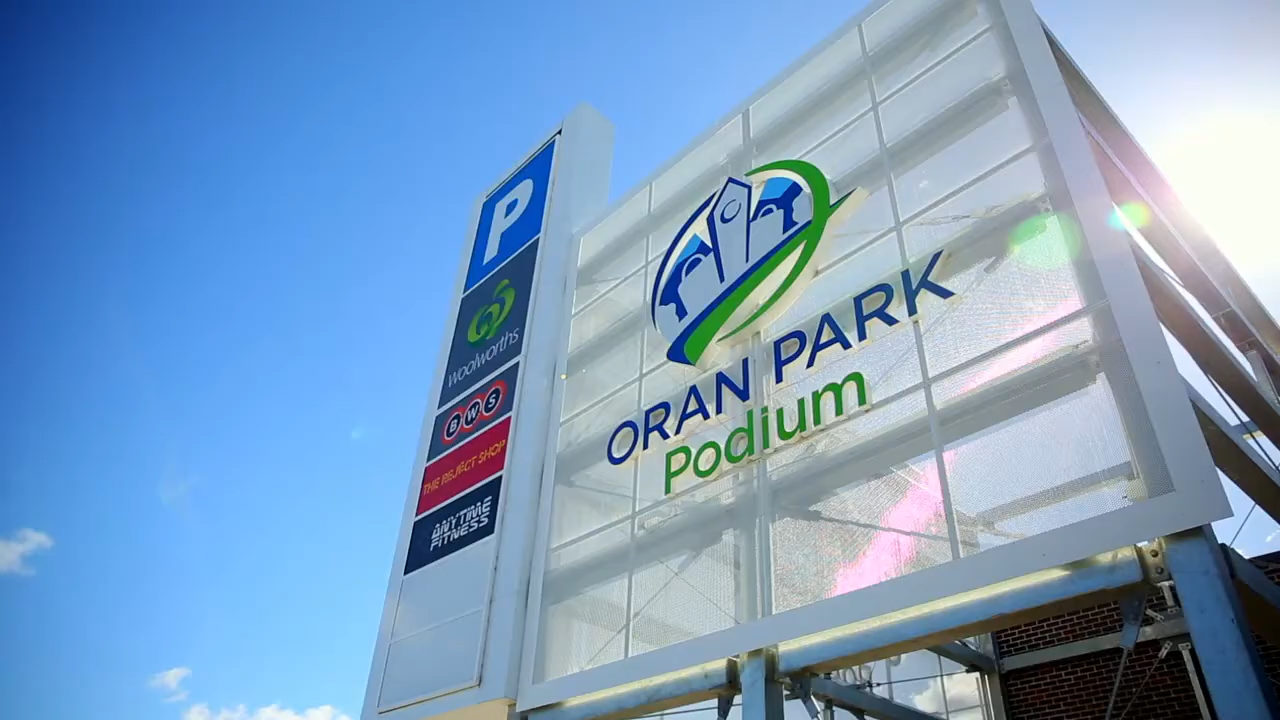 P
woolworths
BWS
THE REJECT SHOP
ANYTIME
FITNESS
ORAN PARK
Podium